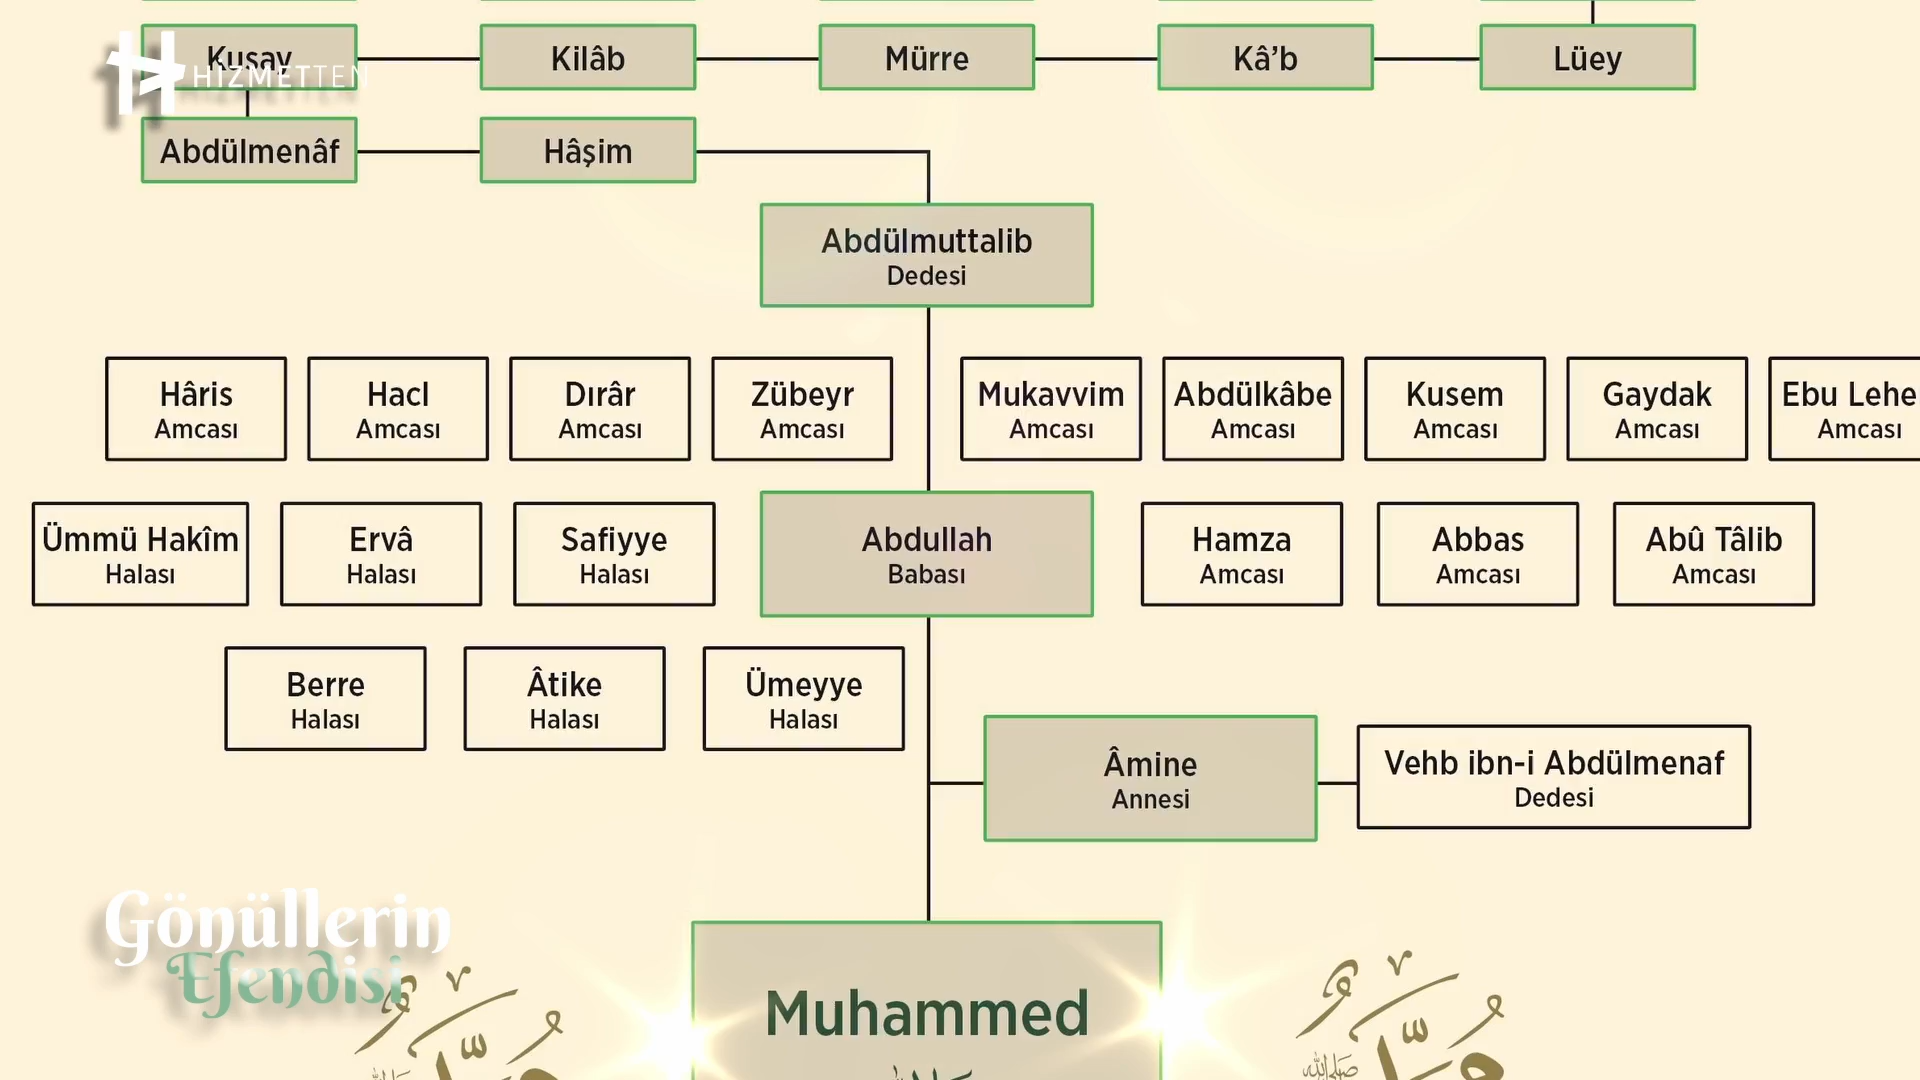 Kusay Kilâb Mürre Kâ’b Lüey
HIZMETTEN
Abdülmenâf Hâşim
Abdülmuttalib
Dedesi
Hâris Hacl Dırâr Zübeyr Mukavvim Abdülkâbe Kusem Gaydak Ebu Lehe
Amcası Amcası Amcası Amcası Amcası Amcası Amcası Amcası Amcası
Ümmü Hakîm Ervâ Safiyye Abdullah Hamza Abbas Abû Tâlib
Halası Halası Halası Babası Amcası Amcası Amcası
Berre Âtike Ümeyye
Halası Halası Halası
Âmine Vehb ibn-i Abdülmenaf
Annesi Dedesi
Gönüllerin
Efendisi
Muhammed